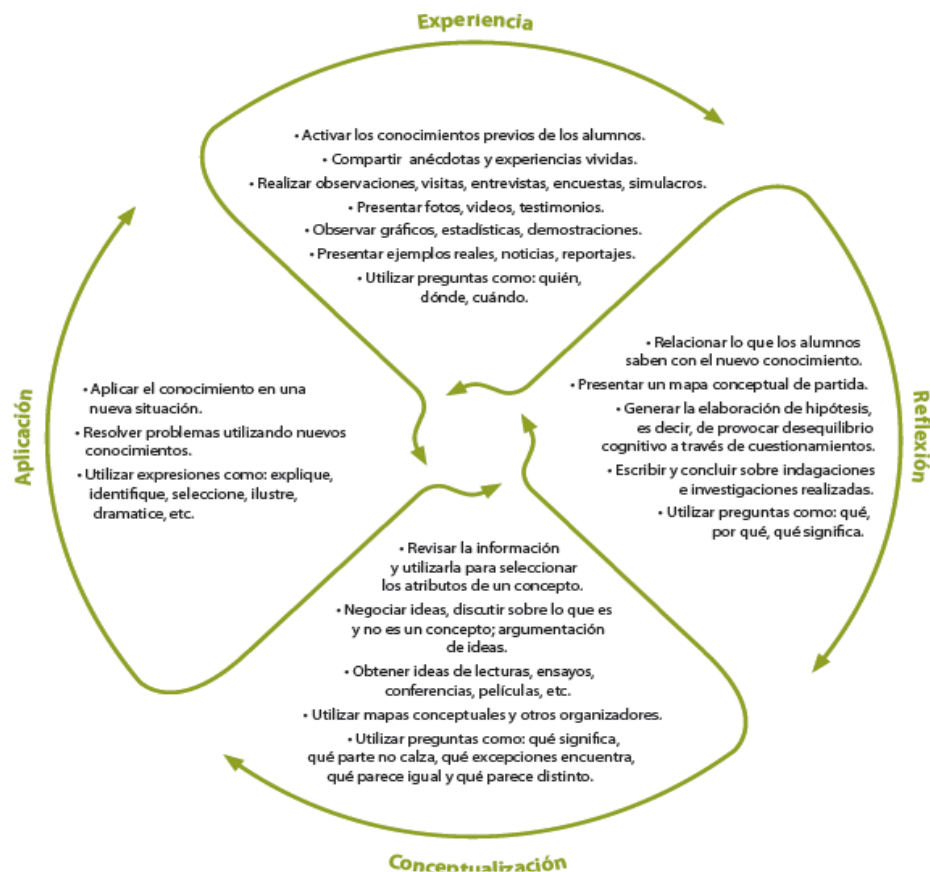 Experiencia
• Activar los conocimientos previos de los alumnos.
• Compartir anécdotas y experiencias vividas.
• Realizar observaciones, visitas, entrevistas, encuestas, simulacros.
• Presentar fotos, videos, testimonios.
• Observar gráficos, estadísticas, demostraciones.
• Presentar ejemplos reales, noticias, reportajes.
• Utilizar preguntas como: quién,
dónde, cuándo.
Reflexión
• Relacionar lo que los alumnos
saben con el nuevo conocimiento.
• Presentar un mapa conceptual de partida.
• Generar la elaboración de hipótesis,
es decir, de provocar desequilibrio
cognitivo a través de cuestionamientos.
• Escribir y concluir sobre indagaciones
e investigaciones realizadas.
• Utilizar preguntas como: qué,
por qué, qué significa.
Conceptualización
• Revisar la información
y utilizarla para seleccionar
los atributos de un concepto.
• Negociar ideas, discutir sobre lo que es
y no es un concepto; argumentación
de ideas.
• Obtener ideas de lecturas, ensayos,
conferencias, películas, etc.
• Utilizar mapas conceptuales y otros organizadores.
• Utilizar preguntas como: qué significa,
qué parte no calza, qué excepciones encuentra,
qué parece igual y qué parece distinto.
Aplicación
• Aplicar el conocimiento en una
nueva situación.
• Resolver problemas utilizando nuevos
conocimientos.
• Utilizar expresiones como: explique,
identifique, seleccione, ilustre,
dramatice, etc.